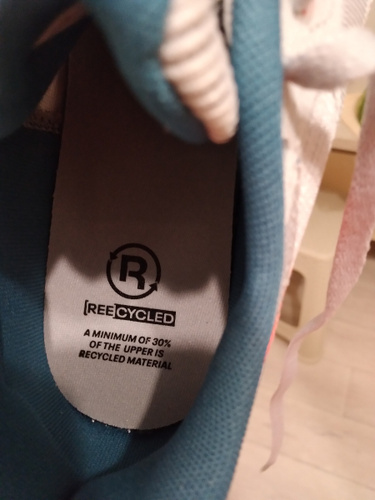 R
[REECYCLED]
A MINIMUM OF 30%
OF THE UPPER IS
RECYCLED MATERIAL